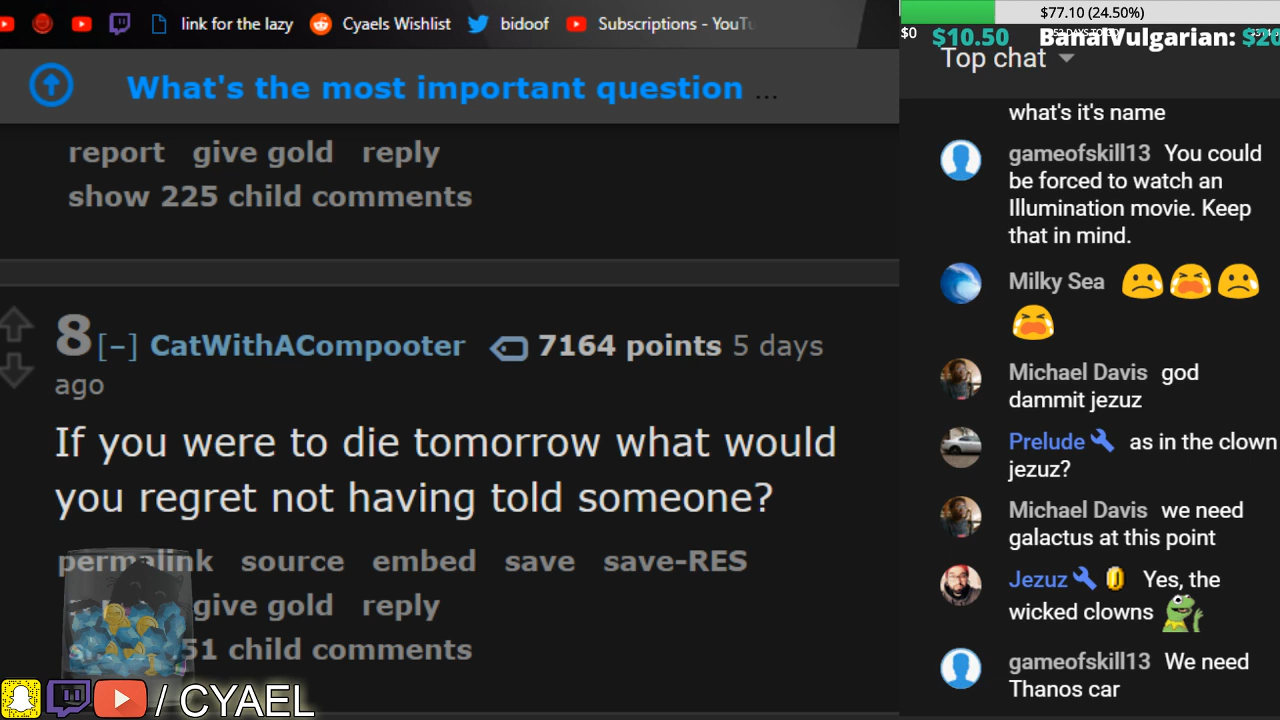 link for the lazy Cyaels Wishlist bidoof Subscriptions - YouTu
What's the most important question ...
report give gold reply
show 225 child comments
8 [–] CatWithACompooter 7164 points 5 days
ago
If you were to die tomorrow what would
you regret not having told someone?
permalink source embed save save-RES
give gold reply
51 child comments
/ CYAEL
$77.10 (24.50%)
$0
$10.50 BanalVulgarian: $20
Top chat
what's it's name
gameofskill13 You could
be forced to watch an
Illumination movie. Keep
that in mind.
Milky Sea
Michael Davis god
dammit jezuz
Prelude as in the clown
jezuz?
Michael Davis we need
galactus at this point
Jezuz Yes, the
wicked clowns
gameofskill13 We need
Thanos car